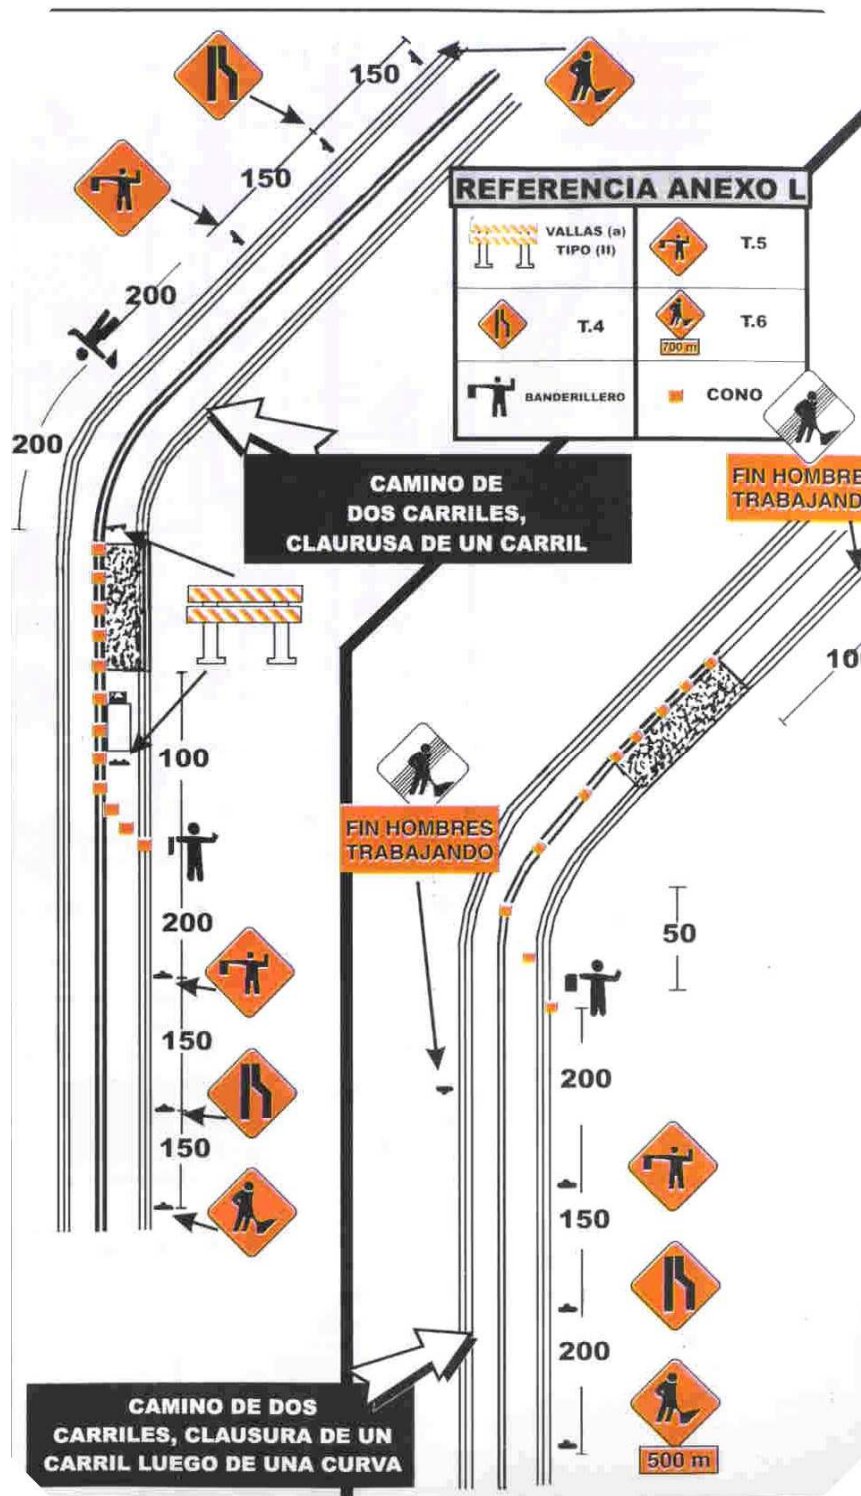 150
150
200
200
REFERENCIA ANEXO L
VALLAS (a)
TIPO (II)
T.5
T.4
T.6
700 m
BANDERILLERO
CONO
CAMINO DE
DOS CARRILES,
CLAURUSA DE UN CARRIL
FIN HOMBRE
TRABAJAND
100
200
150
150
10
FIN HOMBRES
TRABAJANDO
50
200
150
200
500 m
CAMINO DE DOS
CARRILES, CLAUSURA DE UN
CARRIL LUEGO DE UNA CURVA